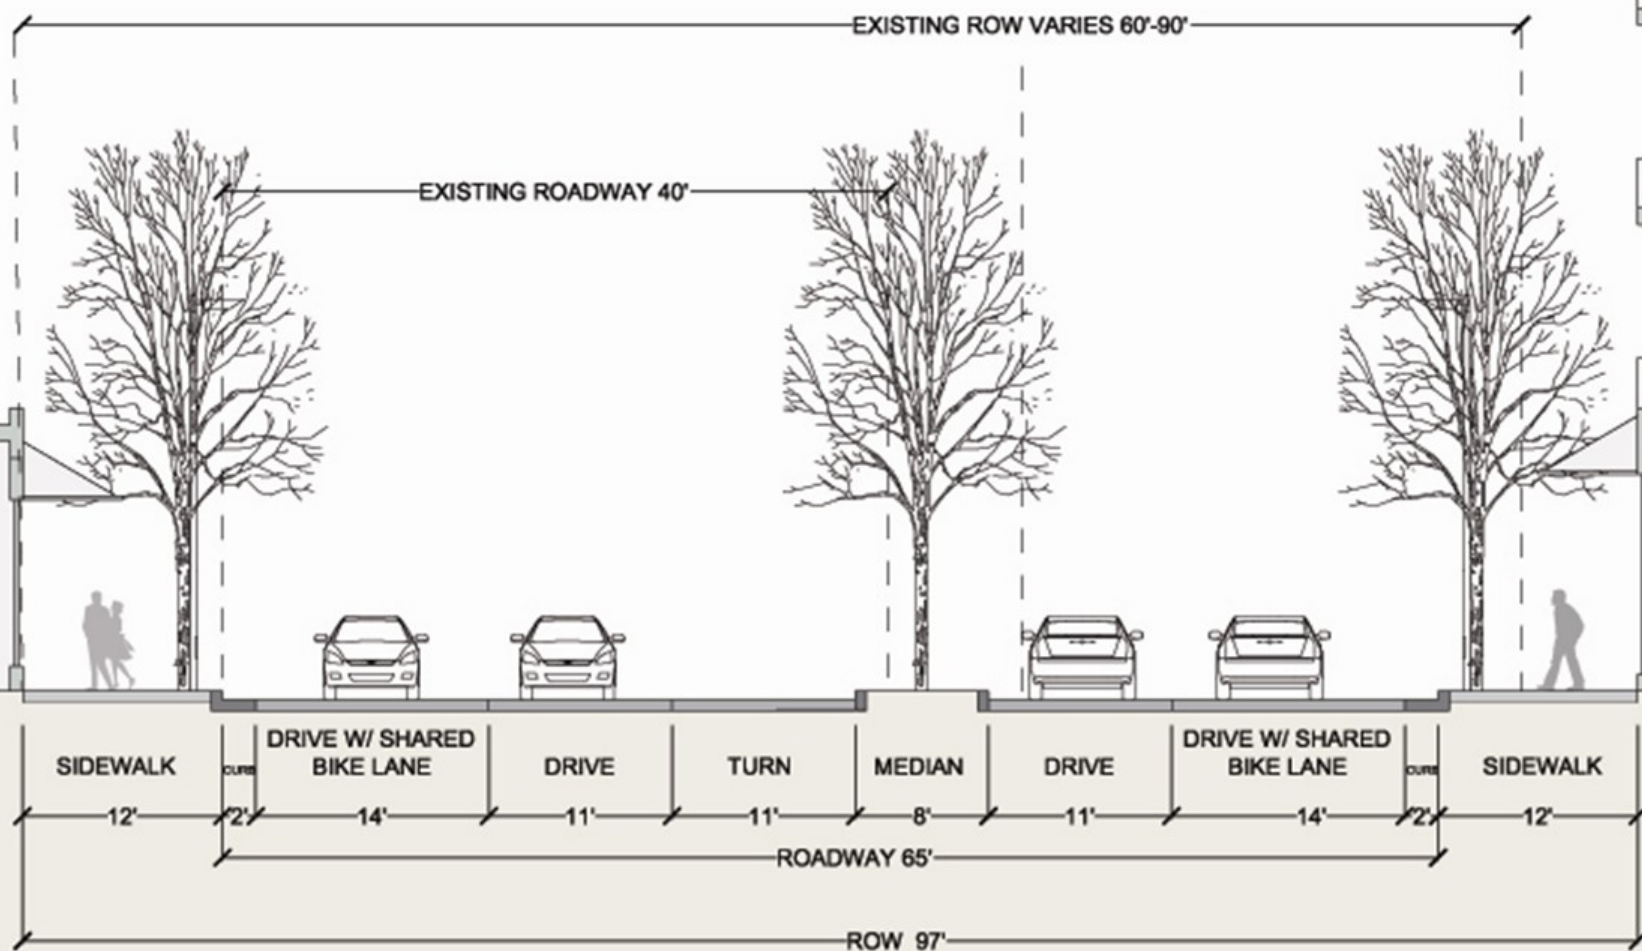 EXISTING ROW VARIES 60'-90'
EXISTING ROADWAY 40'
SIDEWALK
CURB
DRIVE W/ SHARED
BIKE LANE
DRIVE
TURN
MEDIAN
DRIVE
DRIVE W/ SHARED
BIKE LANE
CURB
SIDEWALK
12'
2'
14'
11'
11'
8'
11'
14'
2'
12'
ROADWAY 65'
ROW 97'